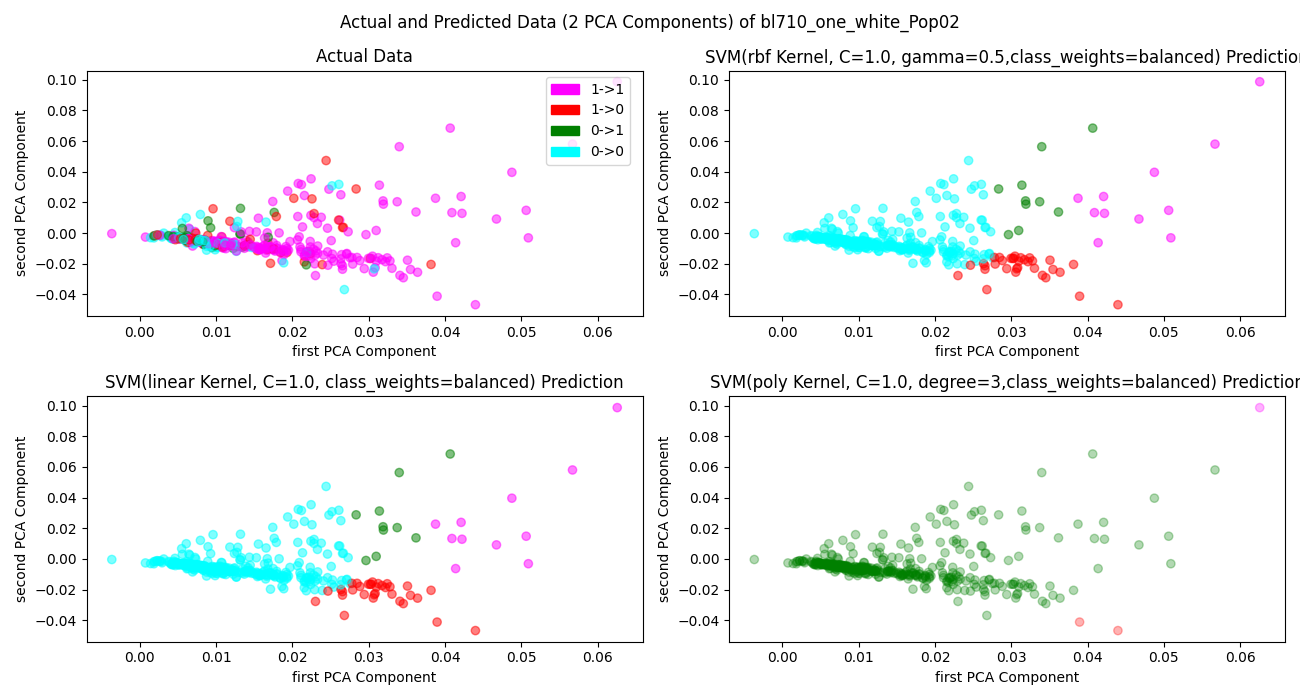 Actual and Predicted Data (2 PCA Components) of bl710_one_white_Pop02
Actual Data
second PCA Component
0.10
0.08
0.06
0.04
0.02
0.00
−0.02
−0.04
1->1
1->0
0->1
0->0
0.00 0.01 0.02 0.03 0.04 0.05 0.06
first PCA Component
SVM(rbf Kernel, C=1.0, gamma=0.5,class_weights=balanced) Prediction
second PCA Component
0.10
0.08
0.06
0.04
0.02
0.00
−0.02
−0.04
0.00 0.01 0.02 0.03 0.04 0.05 0.06
first PCA Component
SVM(linear Kernel, C=1.0, class_weights=balanced) Prediction
second PCA Component
0.10
0.08
0.06
0.04
0.02
0.00
−0.02
−0.04
0.00 0.01 0.02 0.03 0.04 0.05 0.06
first PCA Component
SVM(poly Kernel, C=1.0, degree=3,class_weights=balanced) Prediction
second PCA Component
0.10
0.08
0.06
0.04
0.02
0.00
−0.02
−0.04
0.00 0.01 0.02 0.03 0.04 0.05 0.06
first PCA Component